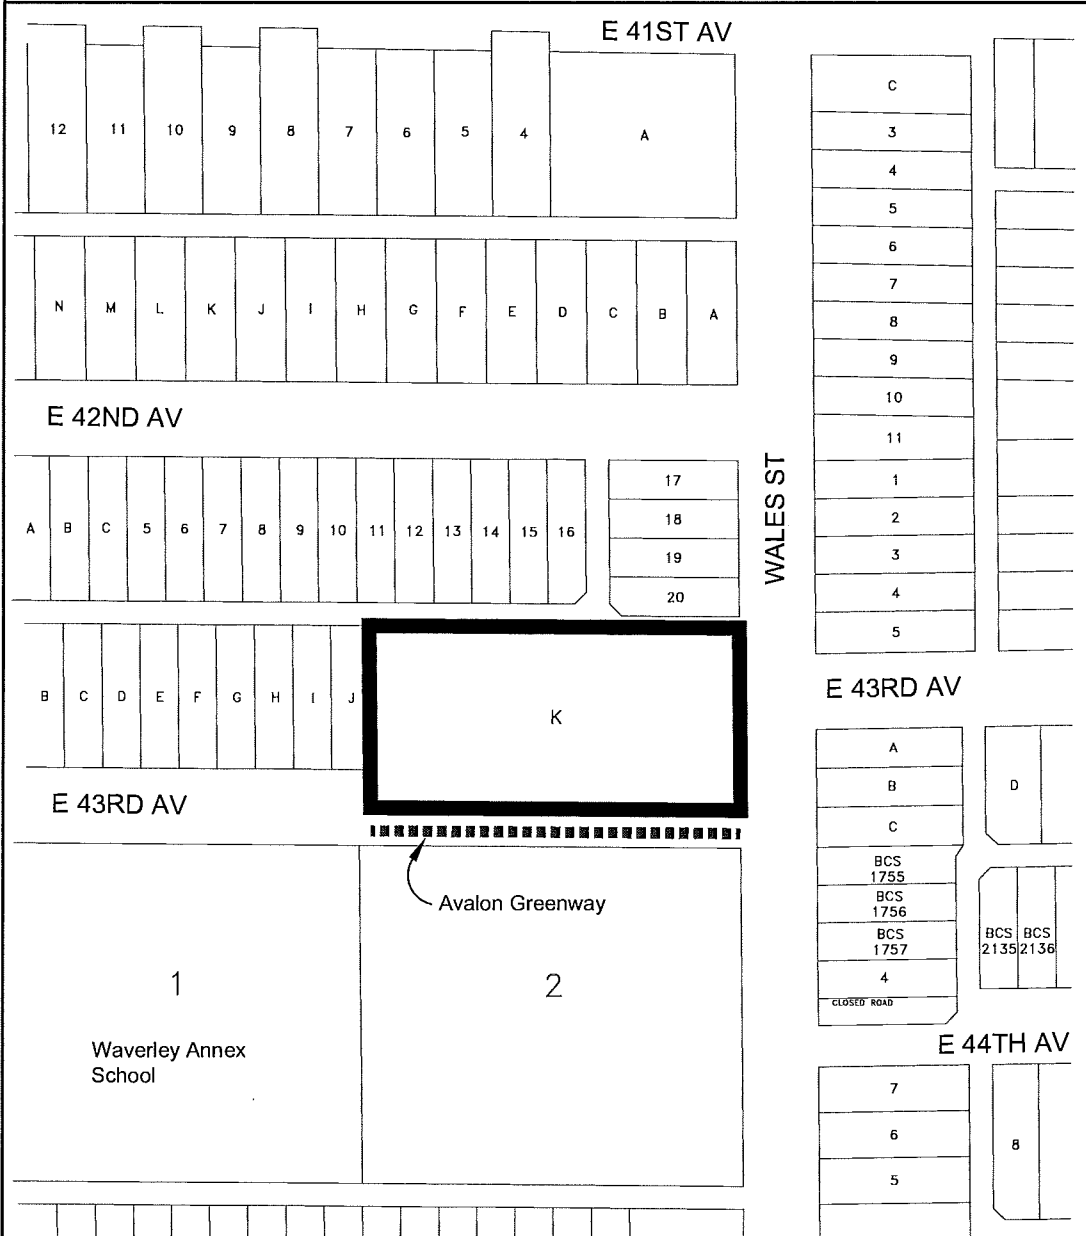 E 41ST AV
12 11 10 9 8 7 6 5 4 A
N M L K J I H G F E D C B A
E 42ND AV
A B C 5 6 7 8 9 10 11 12 13 14 15 16
17
18
19
20
WALES ST
C
3
4
5
6
7
8
9
10
11
1
2
3
4
5
B C D E F G H I J
K
E 43RD AV
E 43RD AV
A
B
C
D
BCS
1755
BCS
1756
BCS
1757
4
CLOSED ROAD
BCS
2135
BCS
2136
Avalon Greenway
1
2
Waverley Annex
School
E 44TH AV
7
6
5
8